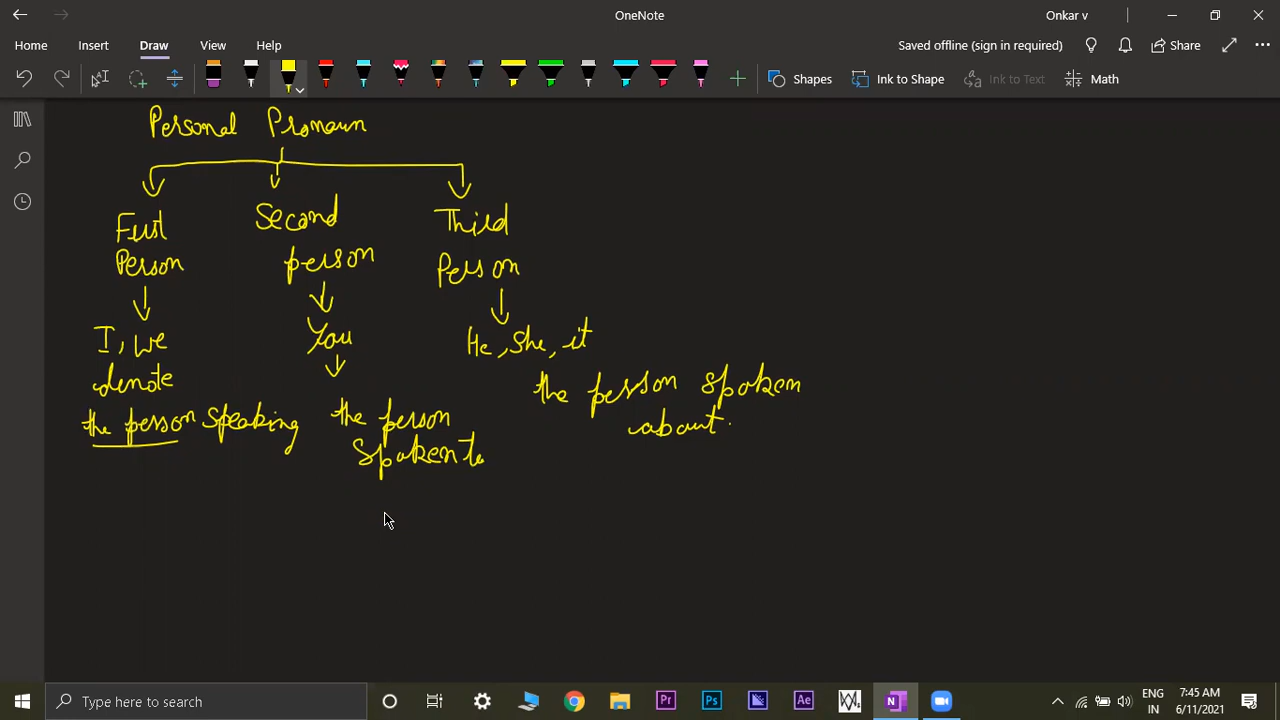 OneNote
Onkar v
Home Insert Draw View Help
Saved offline (sign in required)
Share
Shapes
Ink to Shape
Ink to Text
Math
Personal Pronoun
First Person
Second person
Third Person
I, we
You
He, She, it
denote
the person speaking
the person
spoken to
the person spoken
about.
Type here to search
Pr
Ps
Ae
N
ENG
IN
7:45 AM
6/11/2021